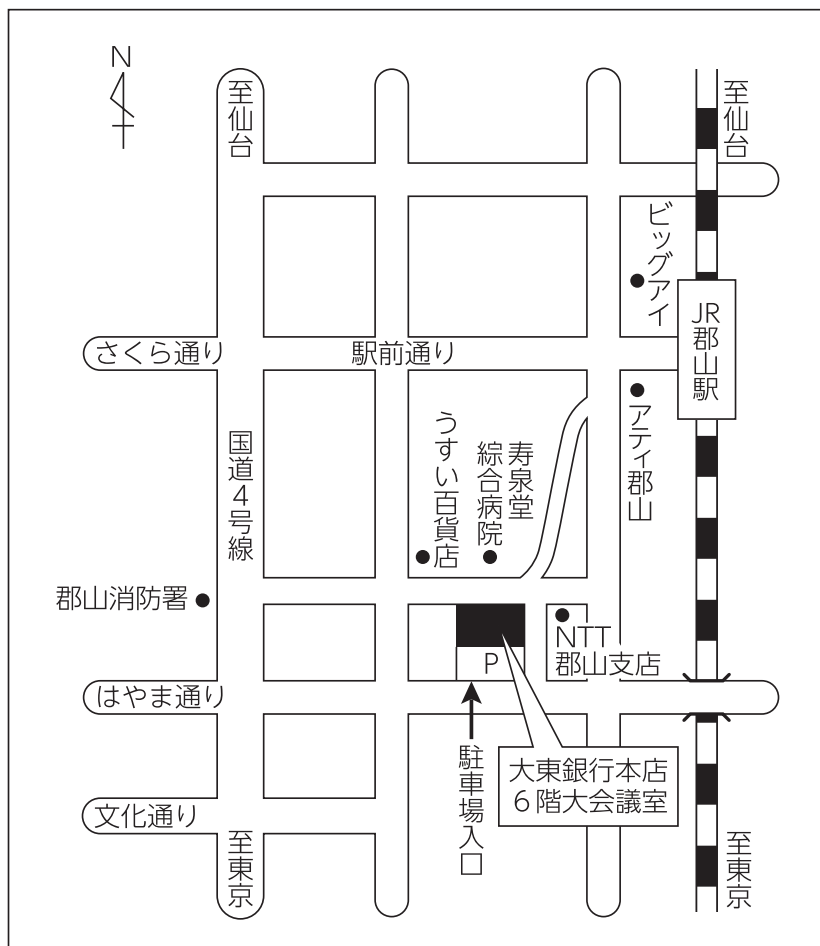 N
至仙台
至仙台
ビッグアイ
JR郡山駅
さくら通り
駅前通り
アティ郡山
うすい百貨店
寿泉堂
綜合病院
国道4号線
郡山消防署
NTT
郡山支店
P
はやま通り
駐車場入口
大東銀行本店
6階大会議室
文化通り
至東京
至東京